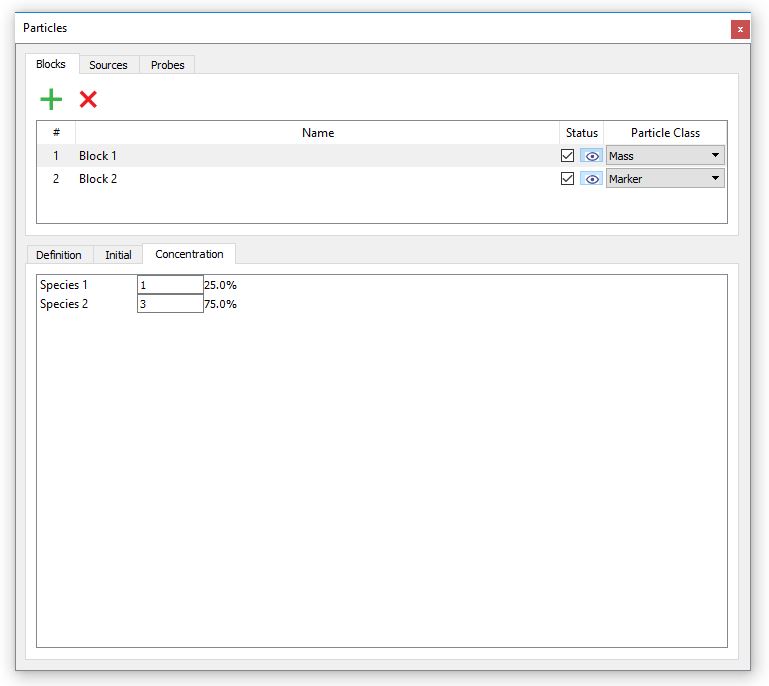 Particles
x
Blocks Sources Probes
# Name Status Particle Class
1 Block 1 Mass
2 Block 2 Marker
Definition Initial Concentration
Species 1 1 25.0%
Species 2 3 75.0%